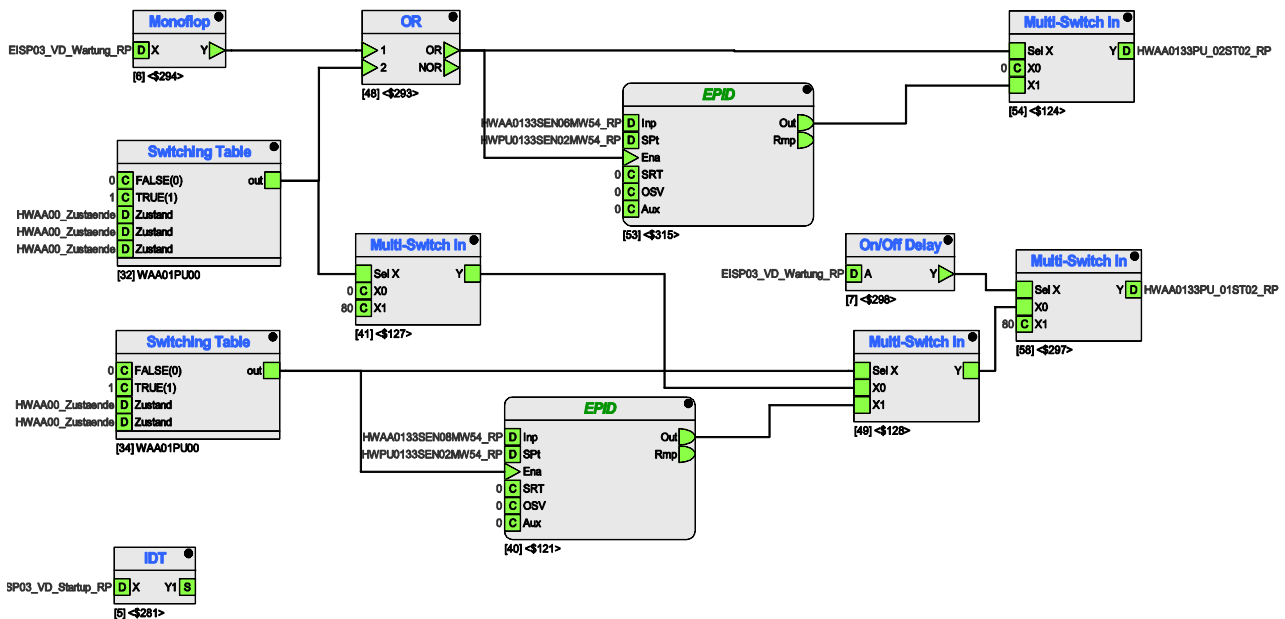 Monoflop
EISP03_VD_Wartung_RP D X Y
[6] <$294>
OR
1 OR
2 NOR
[48] <$293>
Multi-Switch In
Sel X Y D HWAA0133PU_02ST02_RP
0 C X0
X1
[54] <$124>
EPID
HWAA0133SEN06MW54_RP D Inp Out
HWPU0133SEN02MW54_RP D SPt Rmp
Ena
0 C SRT
0 C OSV
0 C Aux
[53] <$315>
Switching Table
0 C FALSE(0) out
1 C TRUE(1)
HWAA00_Zustaende D Zustand
HWAA00_Zustaende D Zustand
HWAA00_Zustaende D Zustand
[32] WAA01PU00
Multi-Switch In
Sel X Y
0 C X0
80 C X1
[41] <$127>
On/Off Delay
EISP03_VD_Wartung_RP D A Y
[7] <$298>
Multi-Switch In
Sel X Y D HWAA0133PU_01ST02_RP
X0
80 C X1
[58] <$297>
Switching Table
0 C FALSE(0) out
1 C TRUE(1)
HWAA00_Zustaende D Zustand
HWAA00_Zustaende D Zustand
[34] WAA01PU00
Multi-Switch In
Sel X Y
X0
X1
[49] <$128>
EPID
HWAA0133SEN08MW54_RP D Inp Out
HWPU0133SEN02MW54_RP D SPt Rmp
Ena
0 C SRT
0 C OSV
0 C Aux
[40] <$121>
IDT
SP03_VD_Startup_RP D X Y1 S
[5] <$281>